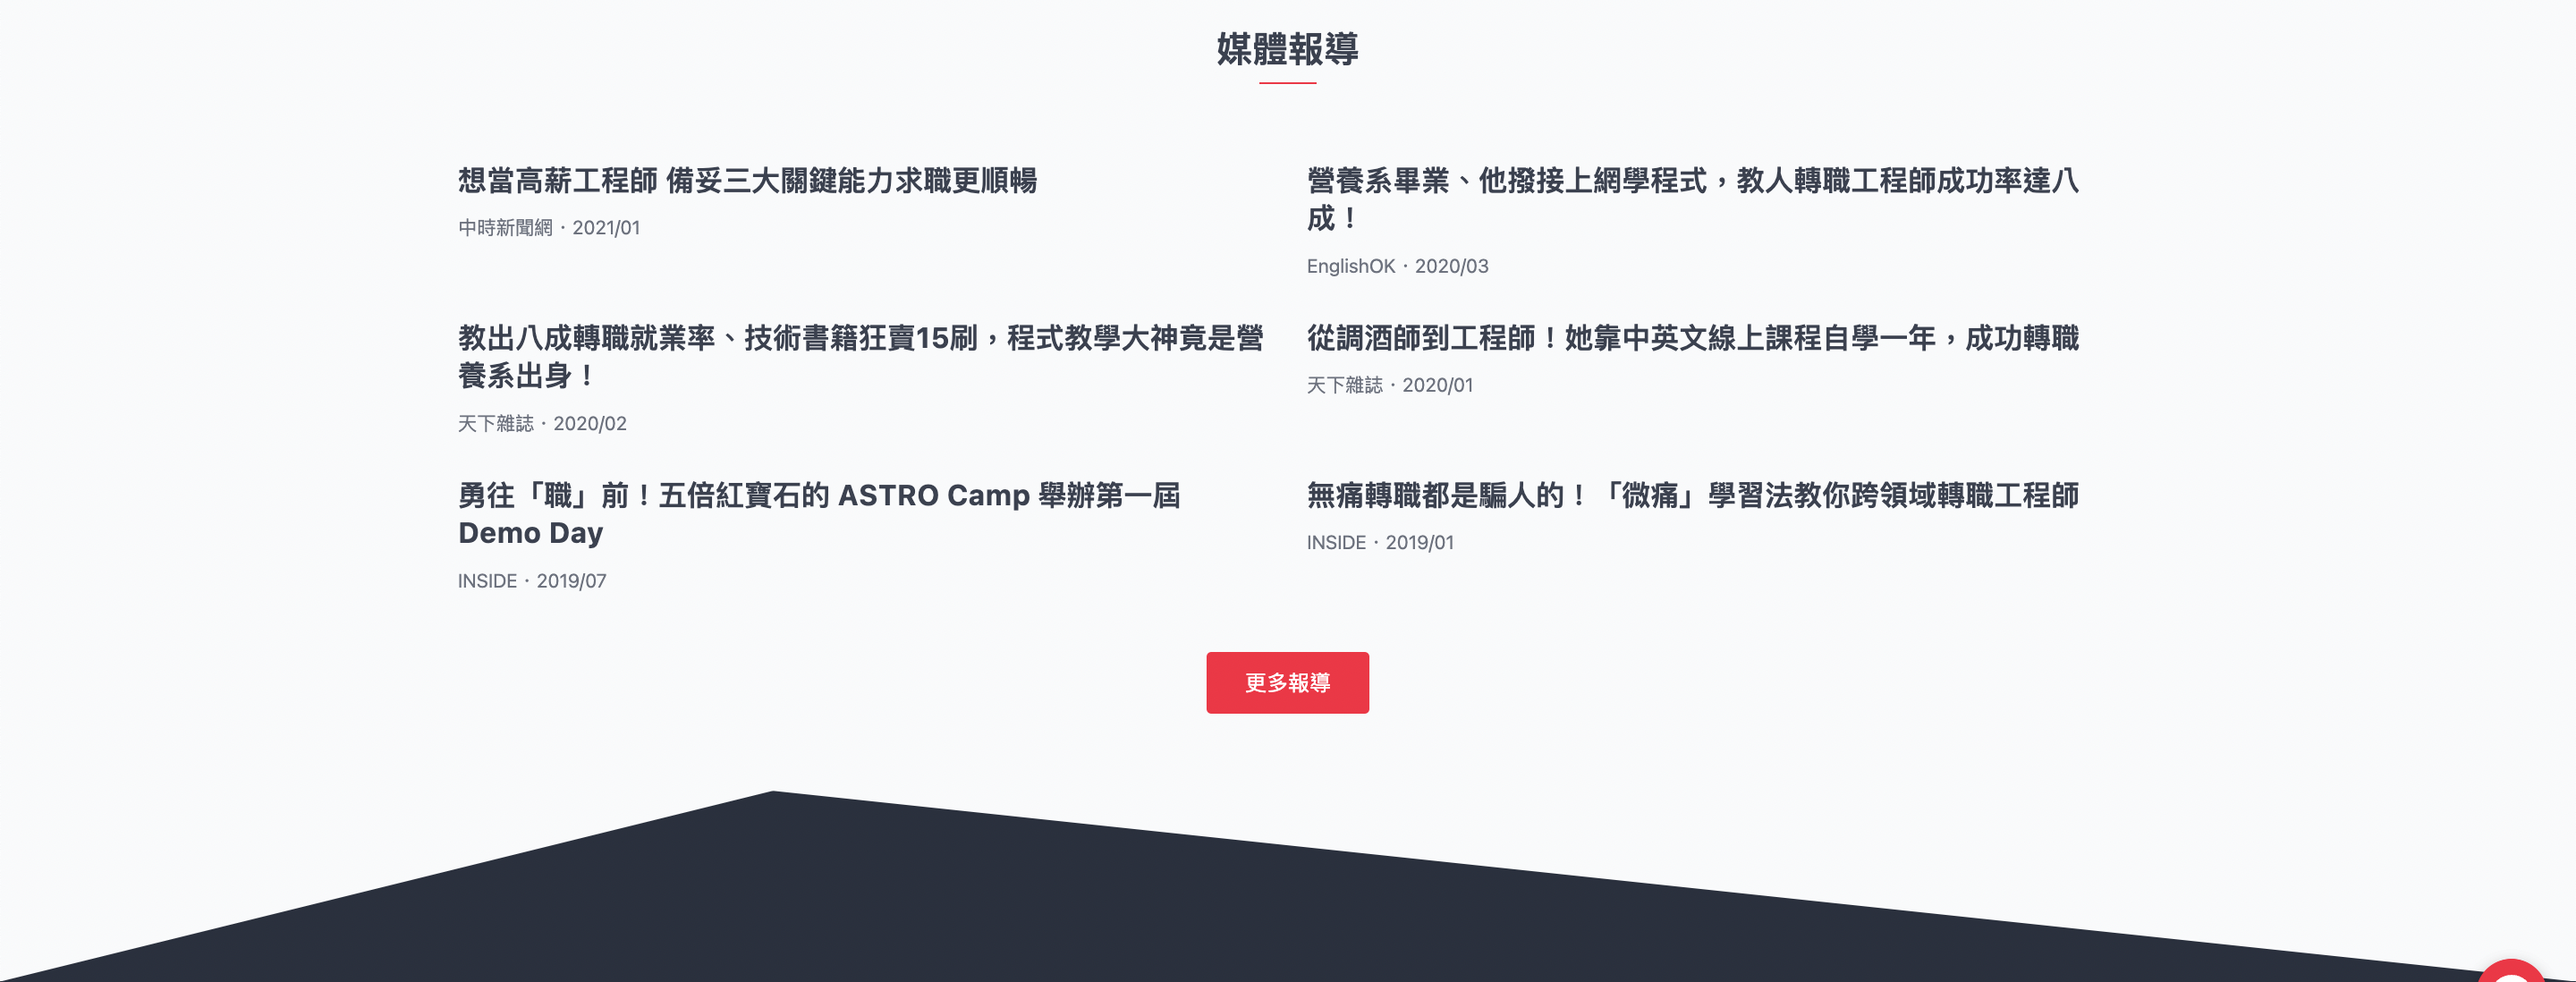 媒體報導
想當高薪工程師 備妥三大關鍵能力求職更順暢
中時新聞網・2021/01
營養系畢業、他撥接上網學程式，教人轉職工程師成功率達八
成！
EnglishOK・2020/03
教出八成轉職就業率、技術書籍狂賣15刷，程式教學大神竟是營
養系出身！
天下雜誌・2020/02
從調酒師到工程師！她靠中英文線上課程自學一年，成功轉職
天下雜誌・2020/01
勇往「職」前！五倍紅寶石的 ASTRO Camp 舉辦第一屆
Demo Day
INSIDE・2019/07
無痛轉職都是騙人的！「微痛」學習法教你跨領域轉職工程師
INSIDE・2019/01
更多報導